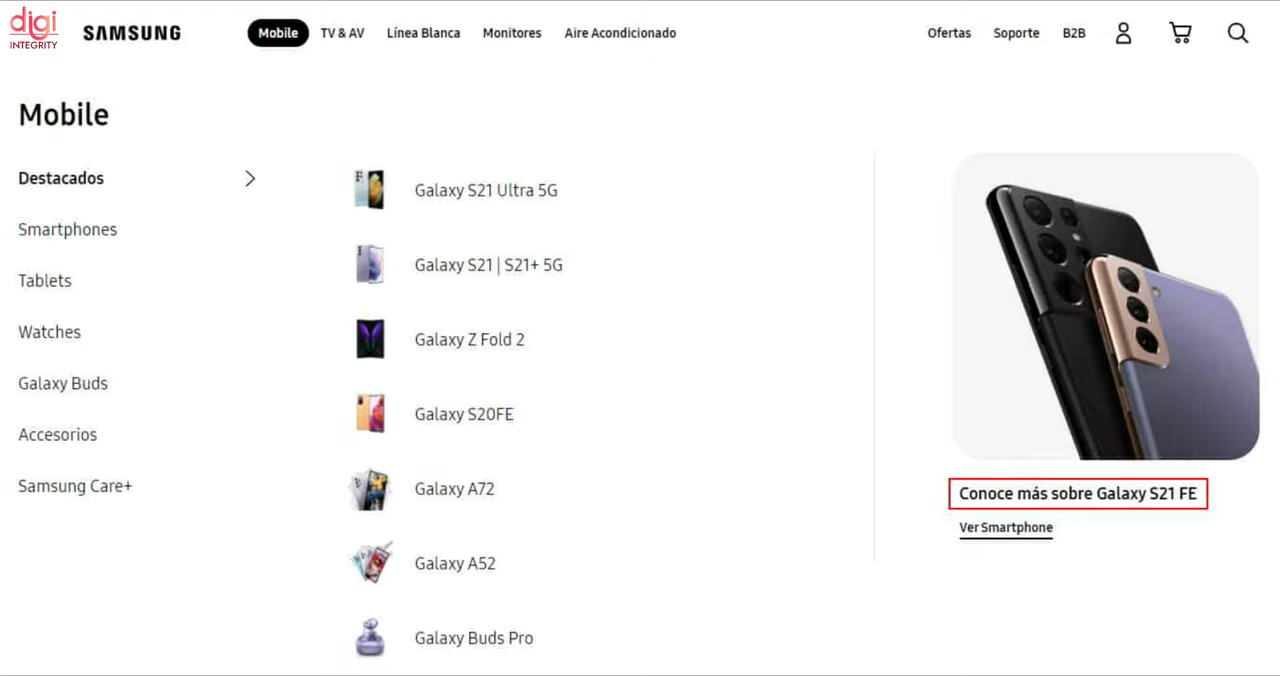 digi
INTEGRITY
SAMSUNG
Mobile
TV & AV
Línea Blanca
Monitores
Aire Acondicionado
Ofertas
Soporte
B2B
Mobile
Destacados
Smartphones
Tablets
Watches
Galaxy Buds
Accesorios
Samsung Care+
Galaxy S21 Ultra 5G
Galaxy S21 | S21+ 5G
Galaxy Z Fold 2
Galaxy S20FE
Galaxy A72
Galaxy A52
Galaxy Buds Pro
Conoce más sobre Galaxy S21 FE
Ver Smartphone